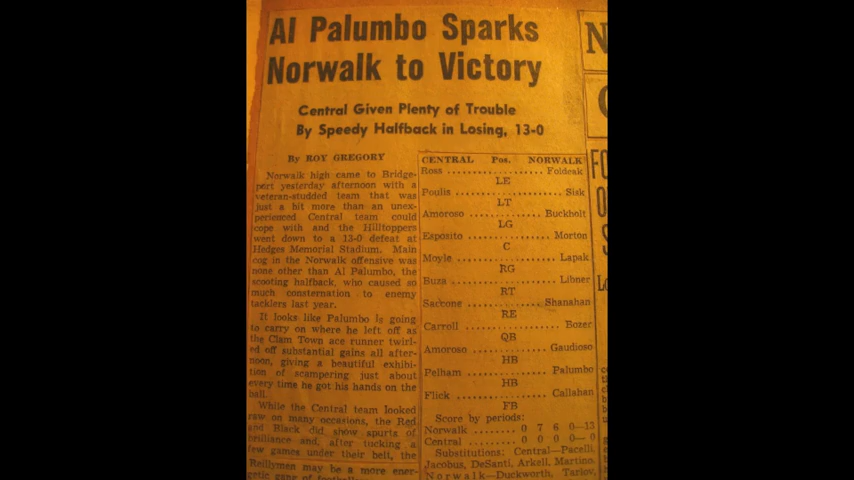 Al Palumbo Sparks
Norwalk to Victory
Central Given Plenty of Trouble
By Speedy Halfback in Losing, 13-0
By ROY GREGORY
Norwalk high came to Bridge-
port yesterday afternoon with a
veteran-studded team that was
just a bit more than an unex-
perienced Central team could
cope with and the Hilltoppers
went down to a 13-0 defeat at
Hedges Memorial Stadium. Main
cog in the Norwalk offensive was
none other than Al Palumbo, the
scooting halfback, who caused so
much consternation to enemy
tacklers last year.
It looks like Palumbo is going
to carry on where he left off as
the Clam Town ace runner twirl-
ed off substantial gains all after-
noon, giving a beautiful exhibi-
tion of scampering just about
every time he got his hands on the
ball.
While the Central team looked
raw on many occasions, the Red
and Black did show spurts of
brilliance and, after tucking a
few games under their belt, the
Reillymen may be a more ener-
getic gang of
CENTRAL Pos. NORWALK
Ross .................. Foldeak
LE
Poulis .................. Sisk
LT
Amoroso .................. Buckholt
LG
Esposito .................. Morton
C
Moyle .................. Lapak
RG
Buza .................. Libner
RT
Saccone .................. Shanahan
RE
Carroll .................. Bozer
QB
Amoroso .................. Gaudioso
HB
Pelham .................. Palumbo
HB
Flick .................. Callahan
FB
Score by periods:
Norwalk ........ 0 7 6 0—13
Central ........ 0 0 0 0— 0
Substitutions: Central—Pacelli,
Jacobus, DeSanti, Arkell, Martino.
Norwalk—Duckworth, Tarlov,
N